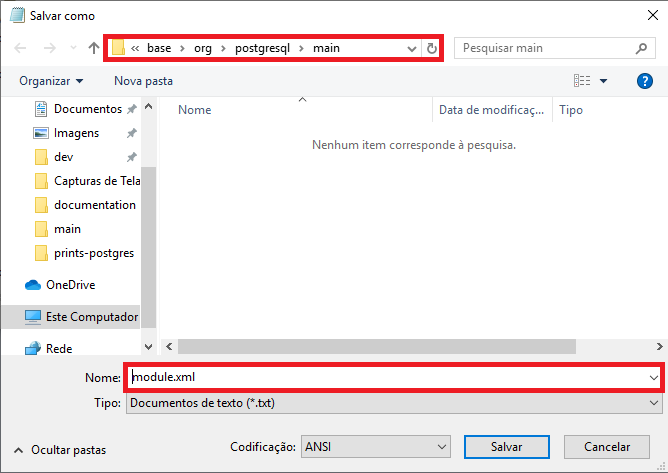 Salvar como
« base › org › postgresql › main
Pesquisar main
Organizar
Nova pasta
?
Documentos
Imagens
dev
Capturas de Tela
documentation
main
prints-postgres
OneDrive
Este Computador
Rede
Nome
Data de modificaç...
Tipo
Nenhum item corresponde à pesquisa.
Nome: module.xml
Tipo: Documentos de texto (*.txt)
Ocultar pastas
Codificação: ANSI
Salvar
Cancelar